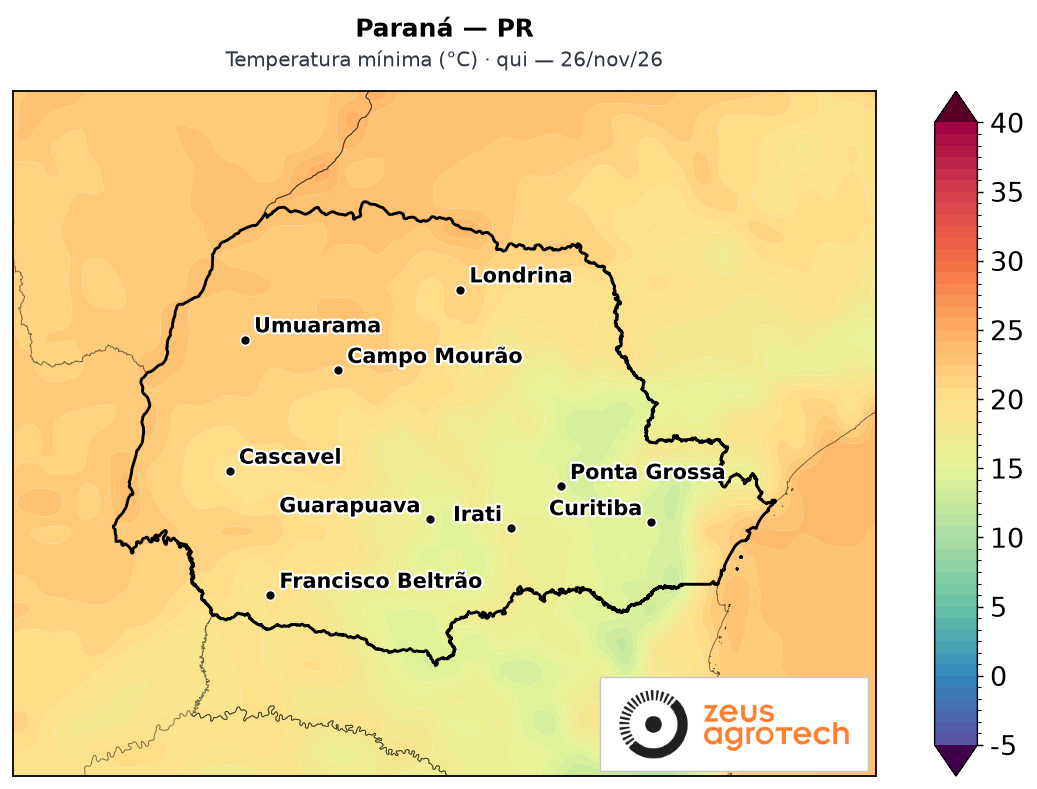 Paraná — PR
Temperatura mínima (°C) · qui — 26/nov/26
Londrina
Umuarama
Campo Mourão
Cascavel
Ponta Grossa
Guarapuava
Irati
Curitiba
Francisco Beltrão
40
35
30
25
20
15
10
5
0
-5
zeus
agrotech